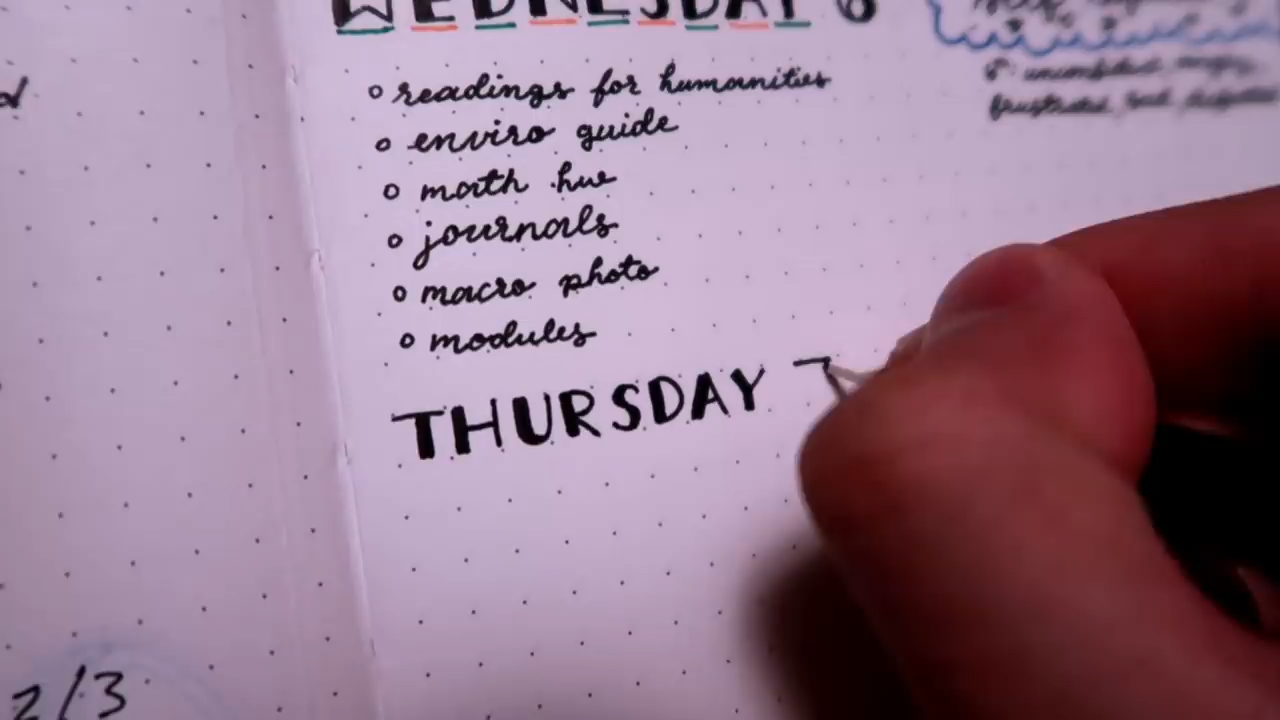 WEDNESDAY 6
readings for humanities
enviro guide
math hw
journals
macro photo
modules
THURSDAY 7
2/3